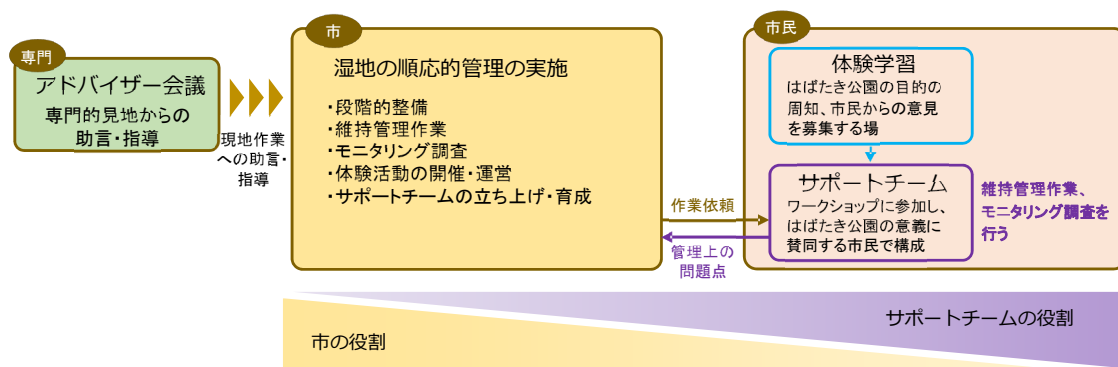 専門
アドバイザー会議
専門的見地からの
助言・指導
現地作業
への助言・
指導
市
湿地の順応的管理の実施
・段階的整備
・維持管理作業
・モニタリング調査
・体験活動の開催・運営
・サポートチームの立ち上げ・育成
作業依頼
管理上の
問題点
市民
体験学習
はばたき公園の目的の
周知、市民からの意見
を募集する場
サポートチーム
ワークショップに参加し、
はばたき公園の意義に
賛同する市民で構成
維持管理作業、
モニタリング調査を
行う
サポートチームの役割
市の役割